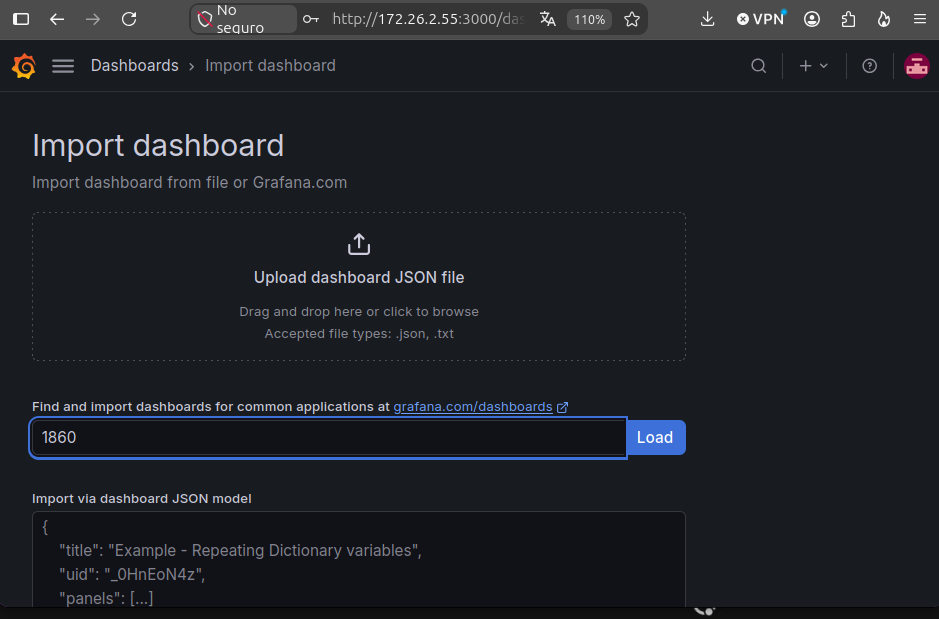 No seguro
http://172.26.2.55:3000/das
110%
VPN
Dashboards › Import dashboard
Import dashboard
Import dashboard from file or Grafana.com
Upload dashboard JSON file
Drag and drop here or click to browse
Accepted file types: .json, .txt
Find and import dashboards for common applications at grafana.com/dashboards
1860
Load
Import via dashboard JSON model
{
"title": "Example - Repeating Dictionary variables",
"uid": "_0HnEoN4z",
"panels": [...]